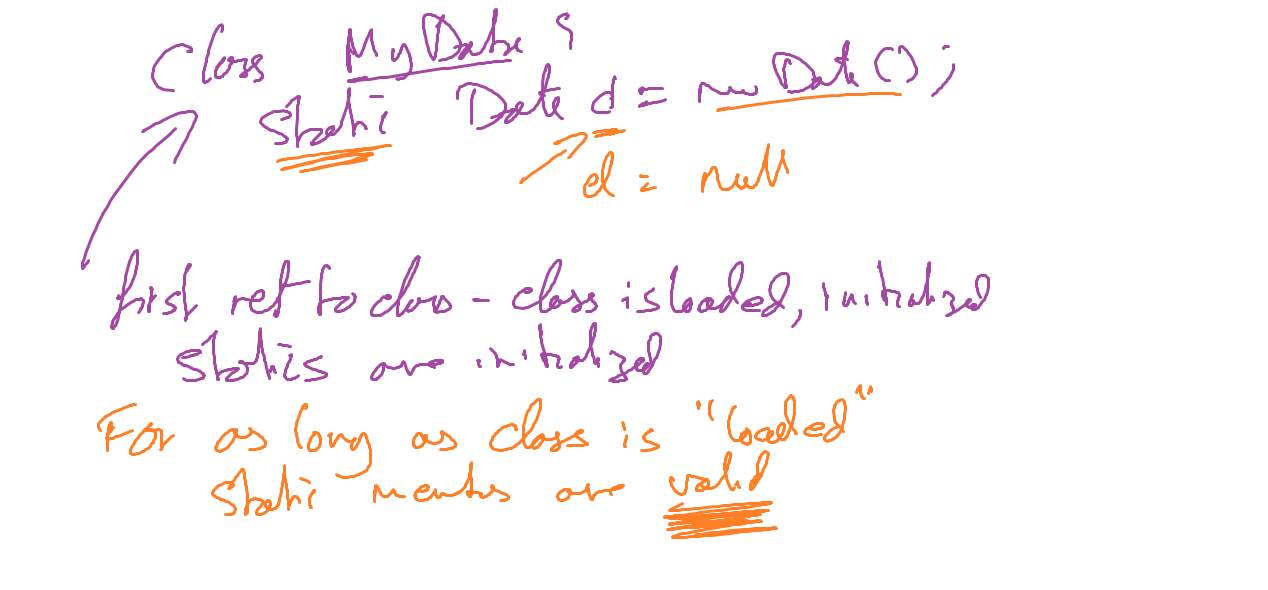 Class MyDate {
Static Date d = new Date();
d = null
first ref to class - class is loaded, initialized
statics are initialized
For as long as class is "loaded"
static members are valid